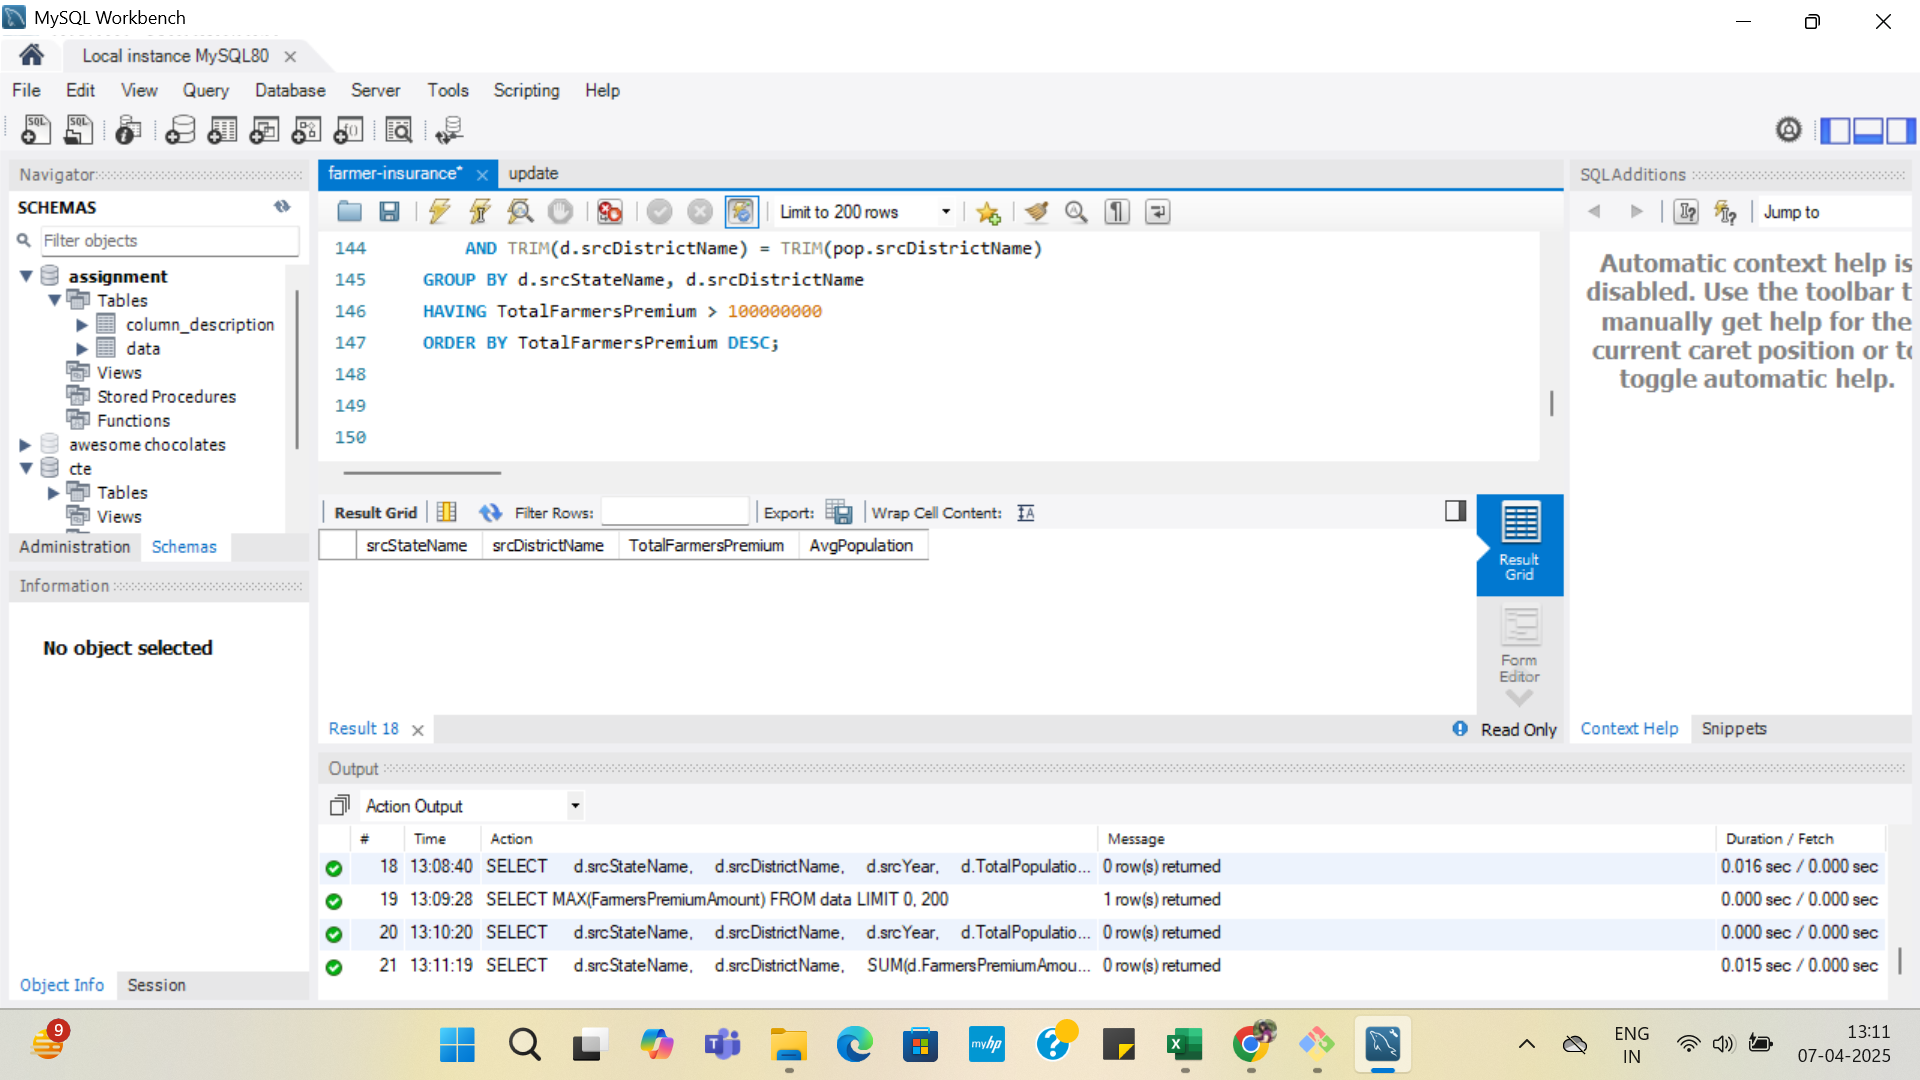 MySQL Workbench
Local instance MySQL80
File Edit View Query Database Server Tools Scripting Help
Navigator
SCHEMAS
Filter objects
assignment
Tables
column_description
data
Views
Stored Procedures
Functions
awesome chocolates
cte
Tables
Views
Administration Schemas
Information
No object selected
Object Info Session
farmer-insurance* update
Limit to 200 rows
144 AND TRIM(d.srcDistrictName) = TRIM(pop.srcDistrictName)
145 GROUP BY d.srcStateName, d.srcDistrictName
146 HAVING TotalFarmersPremium > 100000000
147 ORDER BY TotalFarmersPremium DESC;
148
149
150
Result Grid Filter Rows: Export: Wrap Cell Content:
srcStateName srcDistrictName TotalFarmersPremium AvgPopulation
Result
Grid
Form
Editor
Result 18 Read Only
SQLAdditions
Jump to
Automatic context help is
disabled. Use the toolbar t
manually get help for the
current caret position or to
toggle automatic help.
Context Help Snippets
Output
Action Output
# Time Action Message Duration / Fetch
18 13:08:40 SELECT d.srcStateName, d.srcDistrictName, d.srcYear, d.TotalPopulatio... 0 row(s) returned 0.016 sec / 0.000 sec
19 13:09:28 SELECT MAX(FarmersPremiumAmount) FROM data LIMIT 0, 200 1 row(s) returned 0.000 sec / 0.000 sec
20 13:10:20 SELECT d.srcStateName, d.srcDistrictName, d.srcYear, d.TotalPopulatio... 0 row(s) returned 0.000 sec / 0.000 sec
21 13:11:19 SELECT d.srcStateName, d.srcDistrictName, SUM(d.FarmersPremiumAmou... 0 row(s) returned 0.015 sec / 0.000 sec
9
myhp
ENG
IN
13:11
07-04-2025